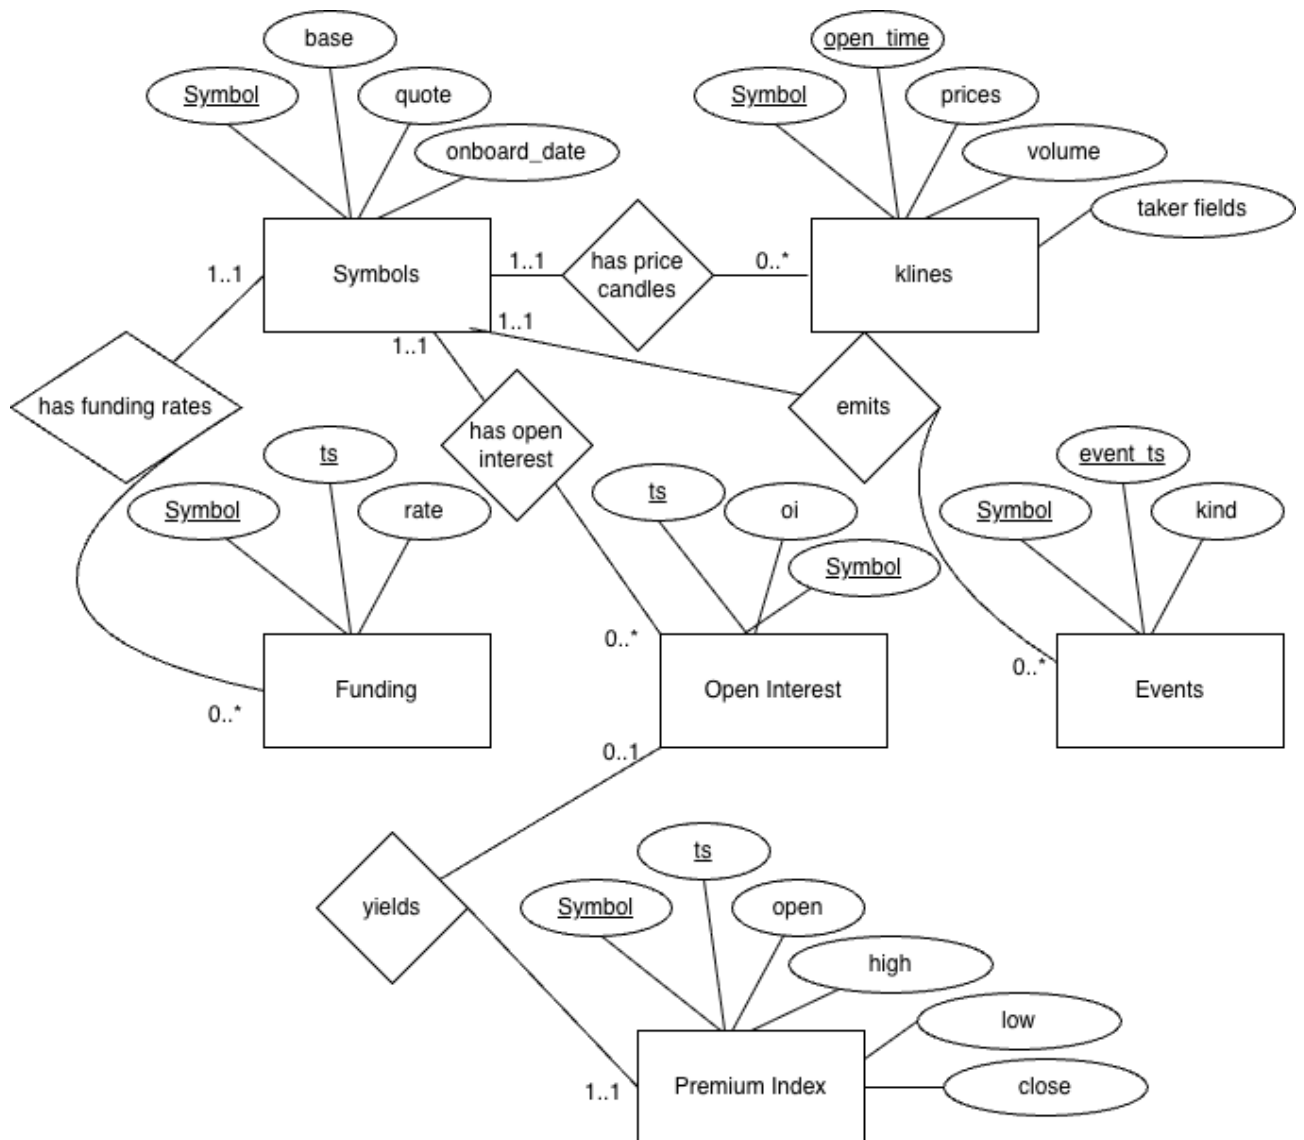 base
open_time
Symbol
quote
Symbol
prices
onboard_date
volume
taker fields
1..1
Symbols
1..1
has price
candles
0..*
klines
1..1
1..1
has funding rates
has open
interest
emits
ts
ts
event_ts
Symbol
rate
oi
Symbol
kind
Symbol
0..*
0..*
Funding
Open Interest
Events
0..*
0..1
ts
yields
Symbol
open
high
low
1..1
Premium Index
close